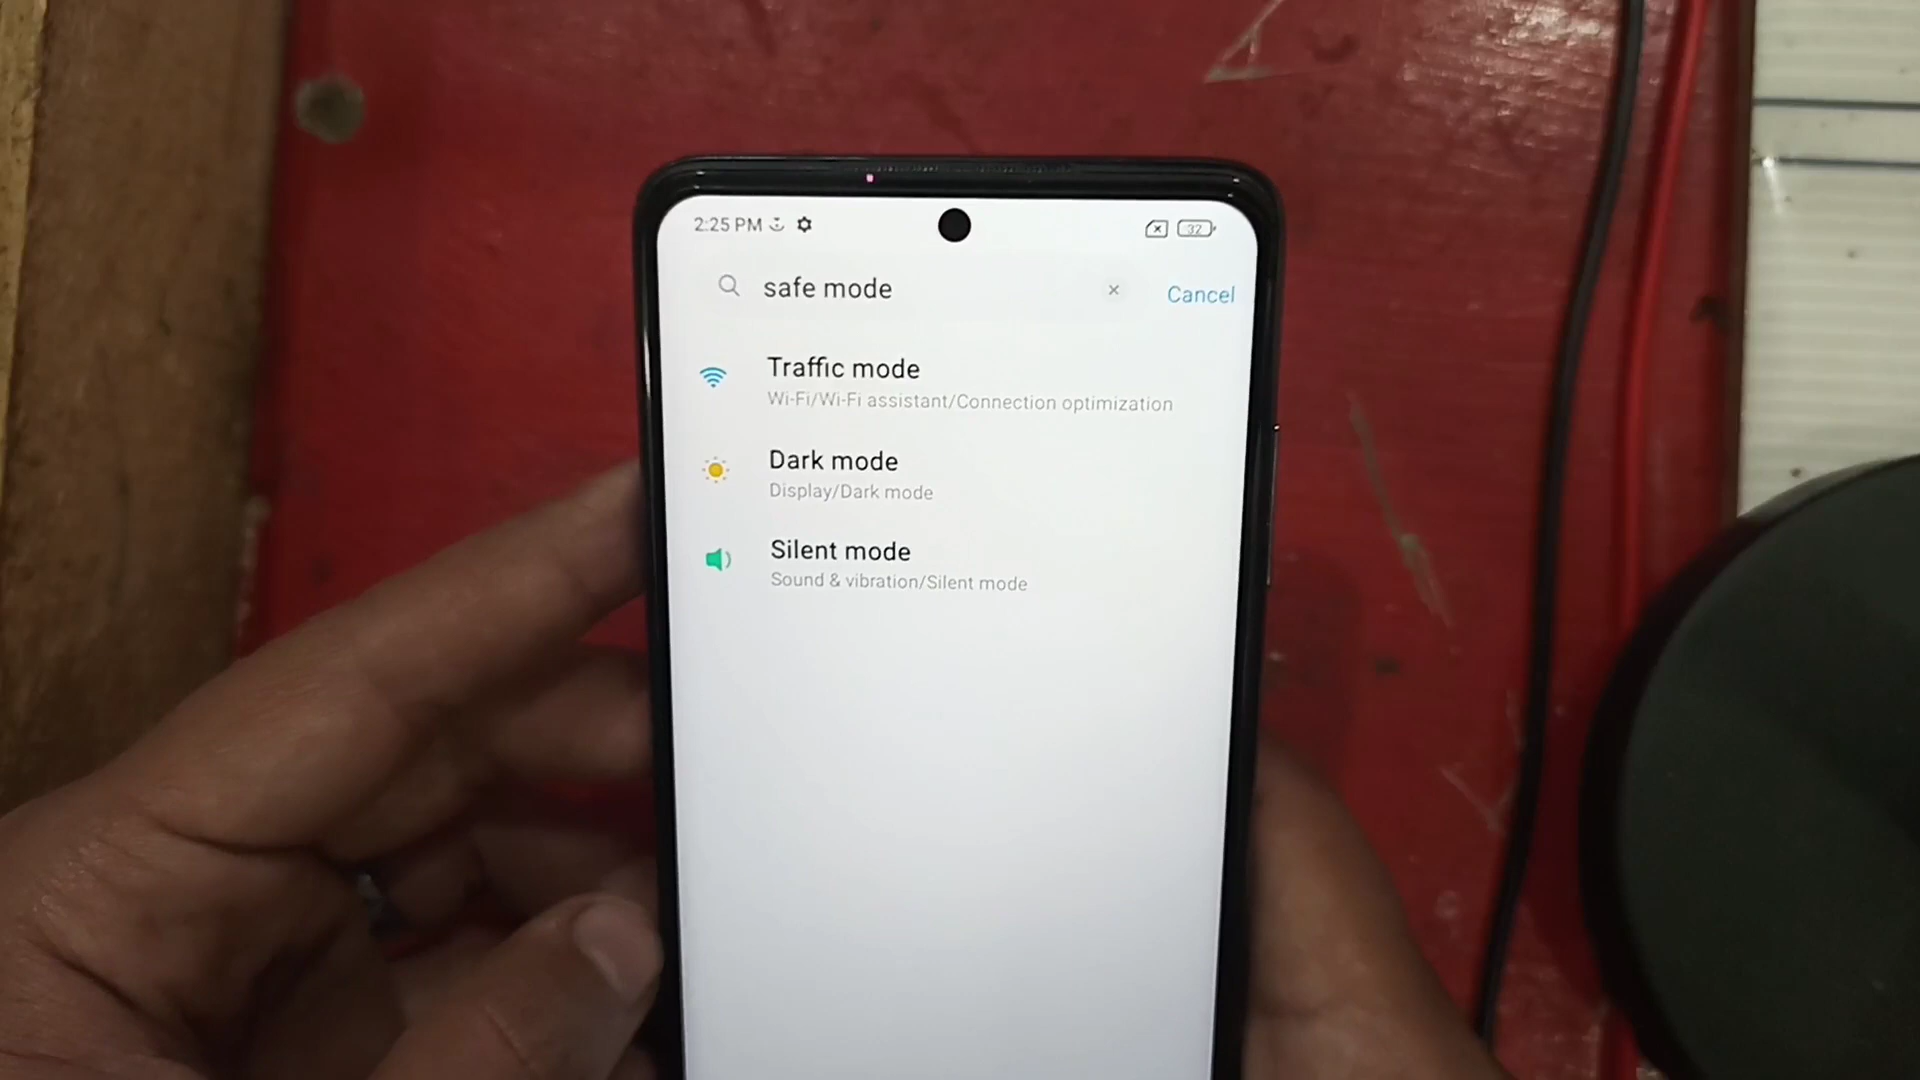 2:25 PM
32
safe mode
Cancel
Traffic mode
Wi-Fi/Wi-Fi assistant/Connection optimization
Dark mode
Display/Dark mode
Silent mode
Sound & vibration/Silent mode